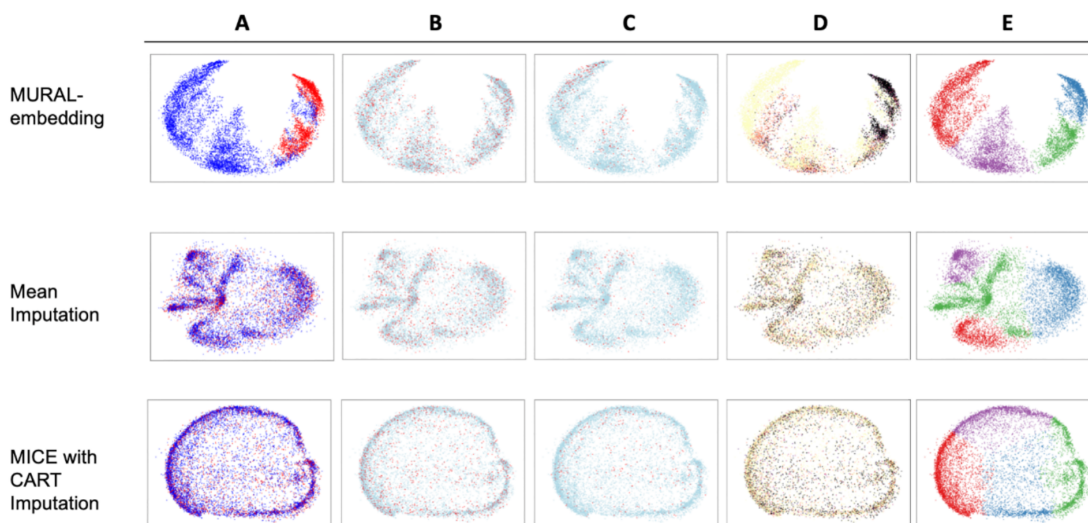 A B C D E
MURAL-
embedding
Mean
Imputation
MICE with
CART
Imputation